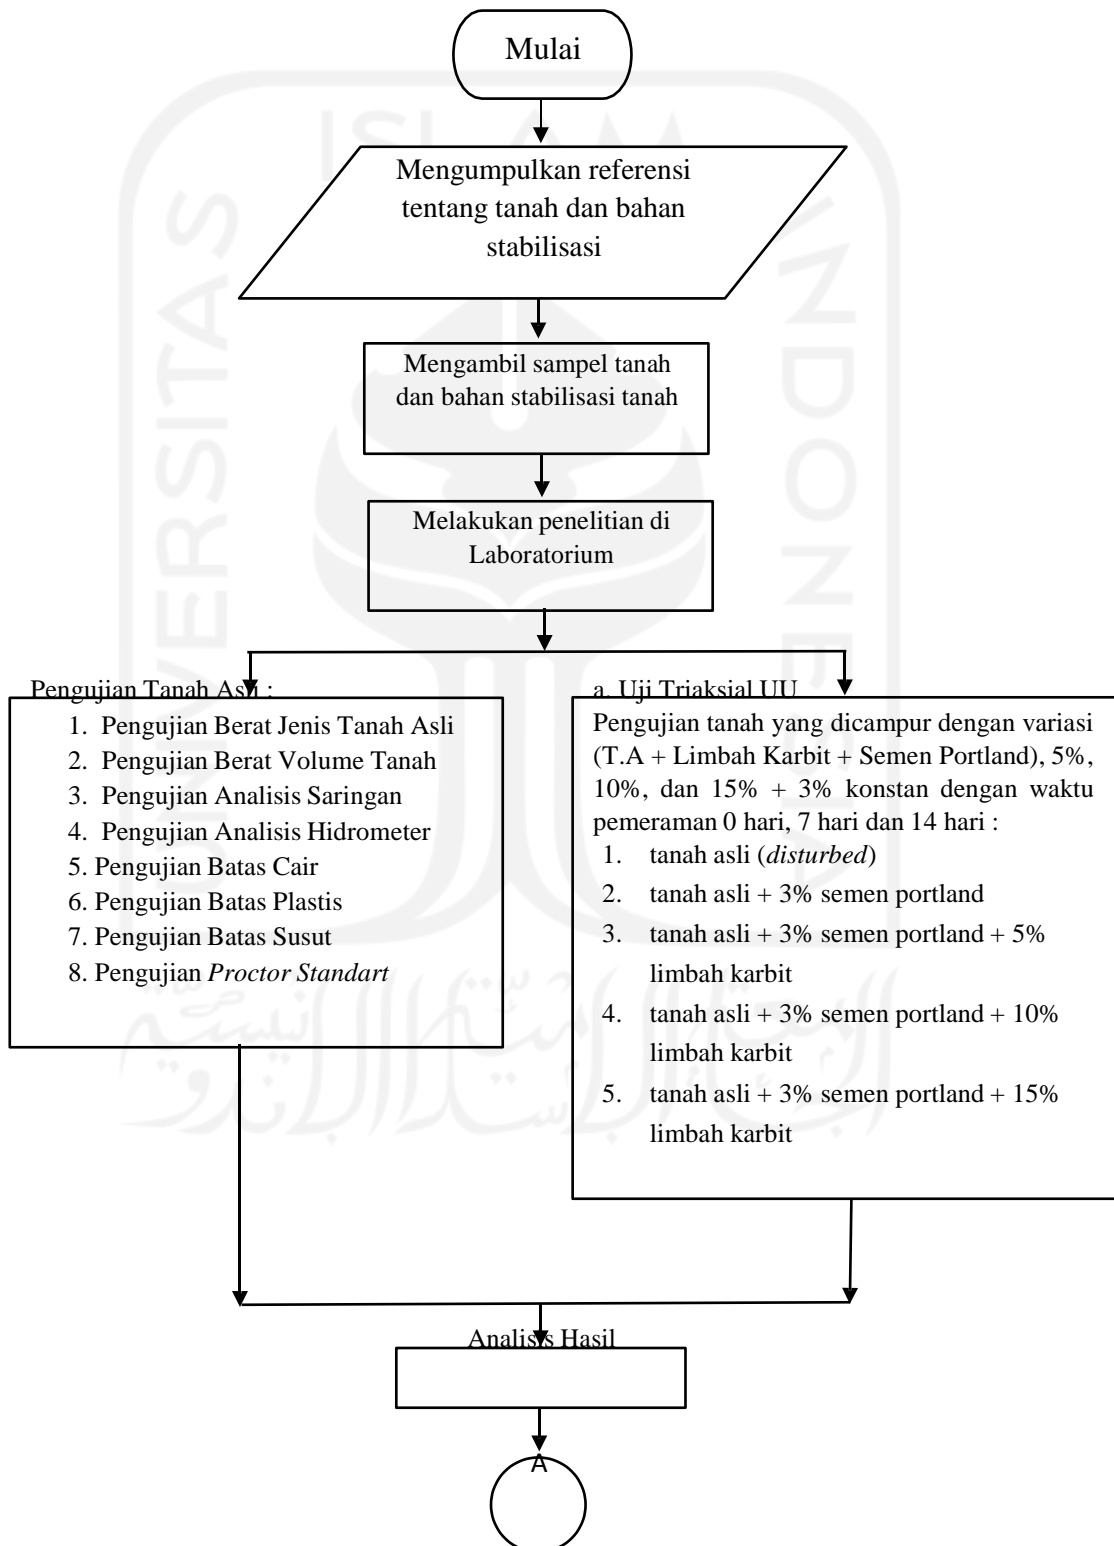 Mulai
Mengumpulkan referensi
tentang tanah dan bahan
stabilisasi
Mengambil sampel tanah
dan bahan stabilisasi tanah
Melakukan penelitian di
Laboratorium
Pengujian Tanah Asli :
1. Pengujian Berat Jenis Tanah Asli
2. Pengujian Berat Volume Tanah
3. Pengujian Analisis Saringan
4. Pengujian Analisis Hidrometer
5. Pengujian Batas Cair
6. Pengujian Batas Plastis
7. Pengujian Batas Susut
8. Pengujian Proctor Standart
a. Uji Triaksial UU
Pengujian tanah yang dicampur dengan variasi
(T.A + Limbah Karbit + Semen Portland), 5%,
10%, dan 15% + 3% konstan dengan waktu
pemeraman 0 hari, 7 hari dan 14 hari :
1. tanah asli (disturbed)
2. tanah asli + 3% semen portland
3. tanah asli + 3% semen portland + 5%
limbah karbit
4. tanah asli + 3% semen portland + 10%
limbah karbit
5. tanah asli + 3% semen portland + 15%
limbah karbit
Analisis Hasil
A
UNIVERSITAS
ISLAM
INDONESIA